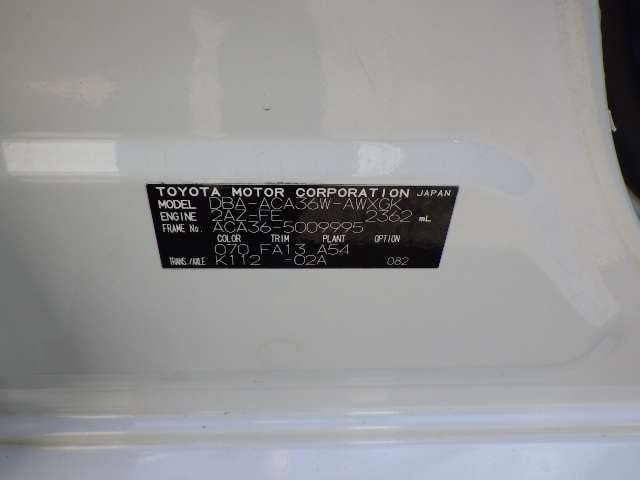 TOYOTA MOTOR CORPORATION JAPAN
MODEL DBA-ACA36W-AWXGK
ENGINE 2AZ-FE 2362 mL
FRAME No. ACA36-5009995
COLOR TRIM PLANT OPTION
070 FA13 A54
TRANS./AXLE K112 -02A 082